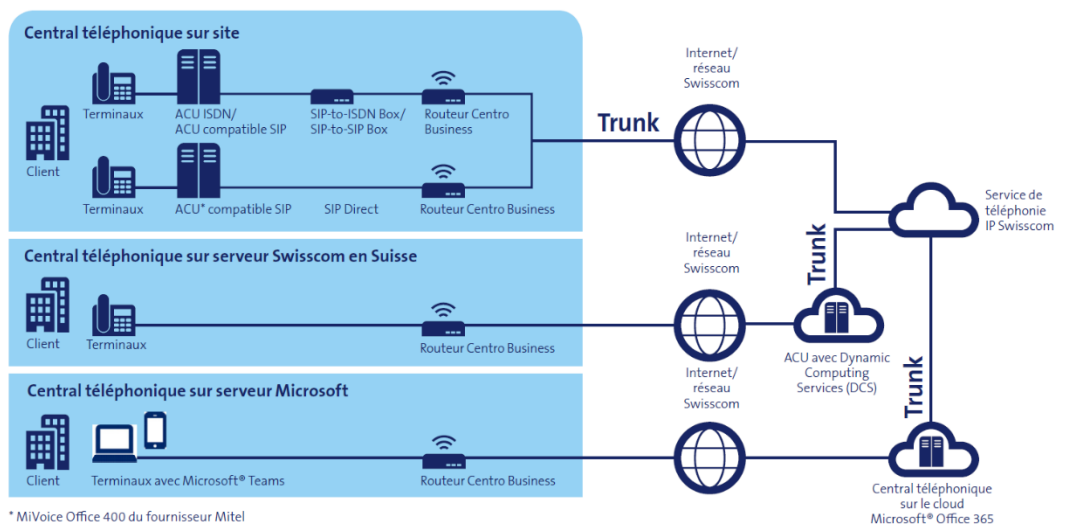 Central téléphonique sur site
Client
Terminaux
ACU ISDN/
ACU compatible SIP
SIP-to-ISDN Box/
SIP-to-SIP Box
Routeur Centro
Business
Terminaux
ACU* compatible SIP
SIP Direct
Routeur Centro Business
Trunk
Internet/
réseau
Swisscom
Service de
téléphonie
IP Swisscom
Central téléphonique sur serveur Swisscom en Suisse
Client
Terminaux
Routeur Centro Business
Internet/
réseau
Swisscom
Trunk
ACU avec Dynamic
Computing
Services (DCS)
Central téléphonique sur serveur Microsoft
Client
Terminaux avec Microsoft® Teams
Routeur Centro Business
Internet/
réseau
Swisscom
Trunk
Central téléphonique
sur le cloud
Microsoft® Office 365
* MiVoice Office 400 du fournisseur Mitel